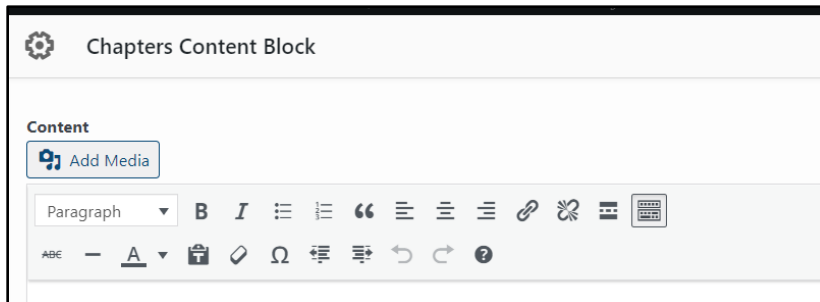 Chapters Content Block
Content
Add Media
Paragraph B I
ABC A Ω